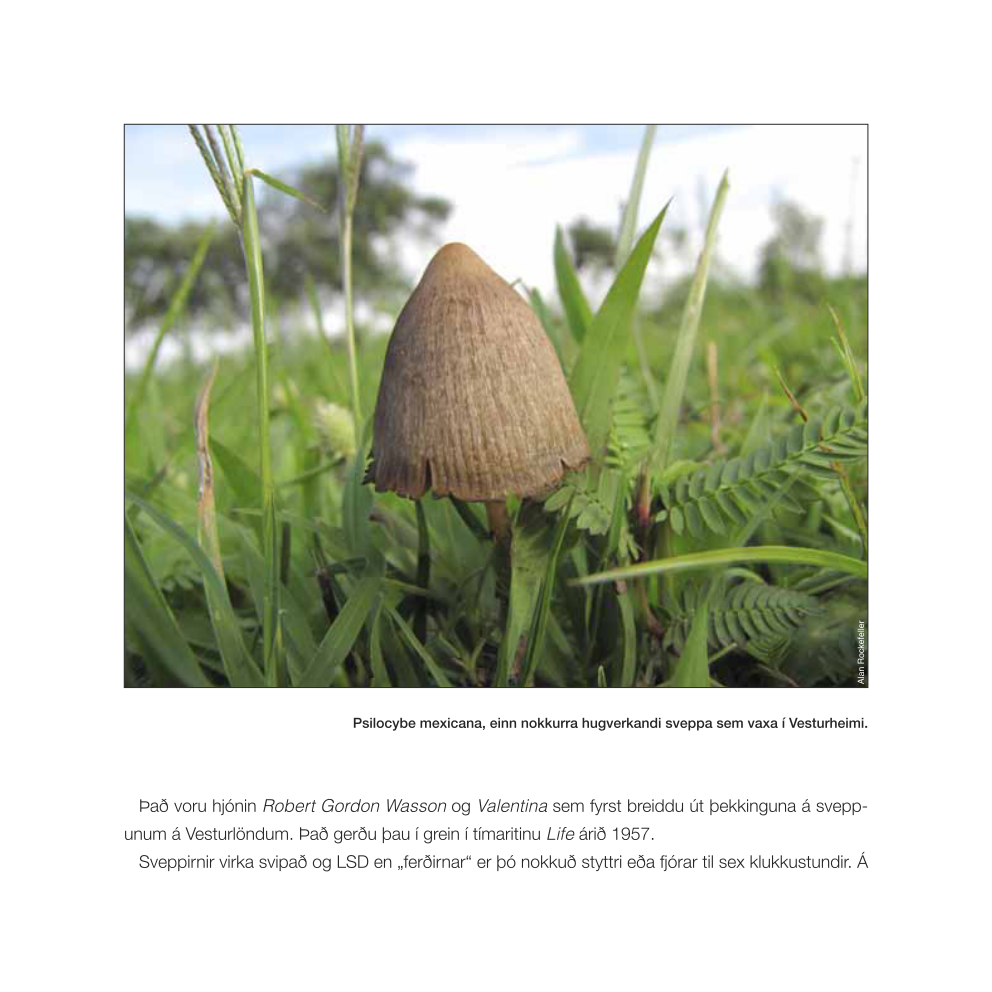 Alan Rockefeller
Psilocybe mexicana, einn nokkurra hugverkandi sveppa sem vaxa í Vesturheimi.
Það voru hjónin Robert Gordon Wasson og Valentina sem fyrst breiddu út þekkinguna á svepp-
unum á Vesturlöndum. Það gerðu þau í grein í tímaritinu Life árið 1957.
Sveppirnir virka svipað og LSD en „ferðirnar“ er þó nokkuð styttri eða fjórar til sex klukkustundir. Á